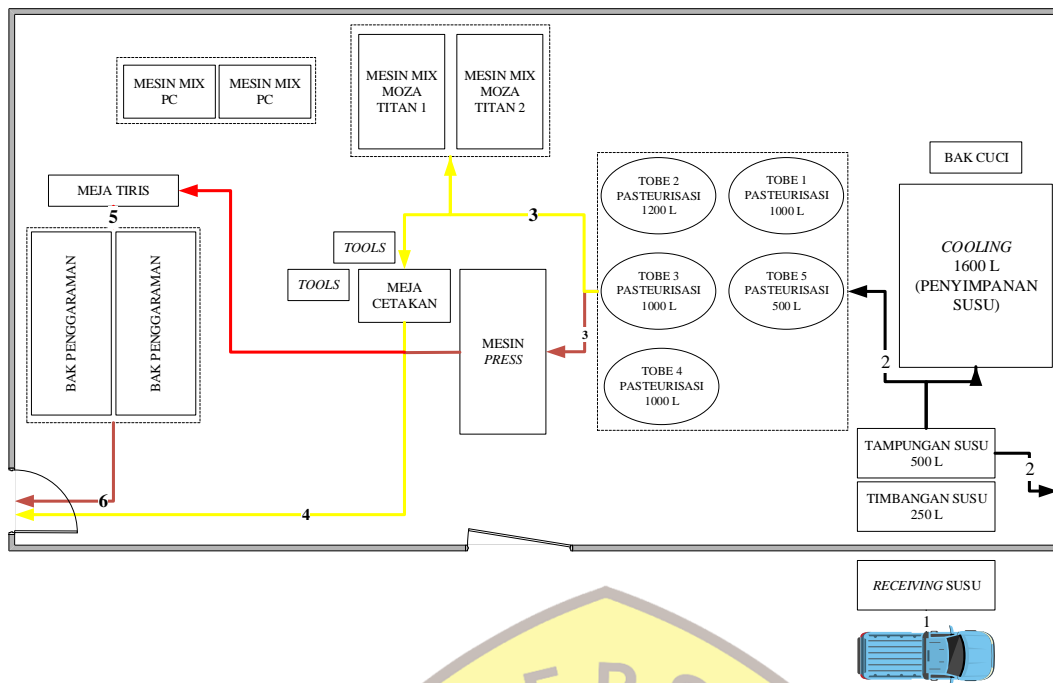 MESIN MIX
PC
MESIN MIX
PC
MESIN MIX
MOZA
TITAN 1
MESIN MIX
MOZA
TITAN 2
BAK CUCI
MEJA TIRIS
5
TOBE 2
PASTEURISASI
1200 L
TOBE 1
PASTEURISASI
1000 L
3
COOLING
1600 L
(PENYIMPANAN
SUSU)
TOOLS
TOOLS
MEJA
CETAKAN
TOBE 3
PASTEURISASI
1000 L
TOBE 5
PASTEURISASI
500 L
BAK PENGGARAMAN
BAK PENGGARAMAN
MESIN
PRESS
3
2
TOBE 4
PASTEURISASI
1000 L
TAMPUNGAN SUSU
500 L
2
TIMBANGAN SUSU
250 L
6
4
RECEIVING SUSU
1